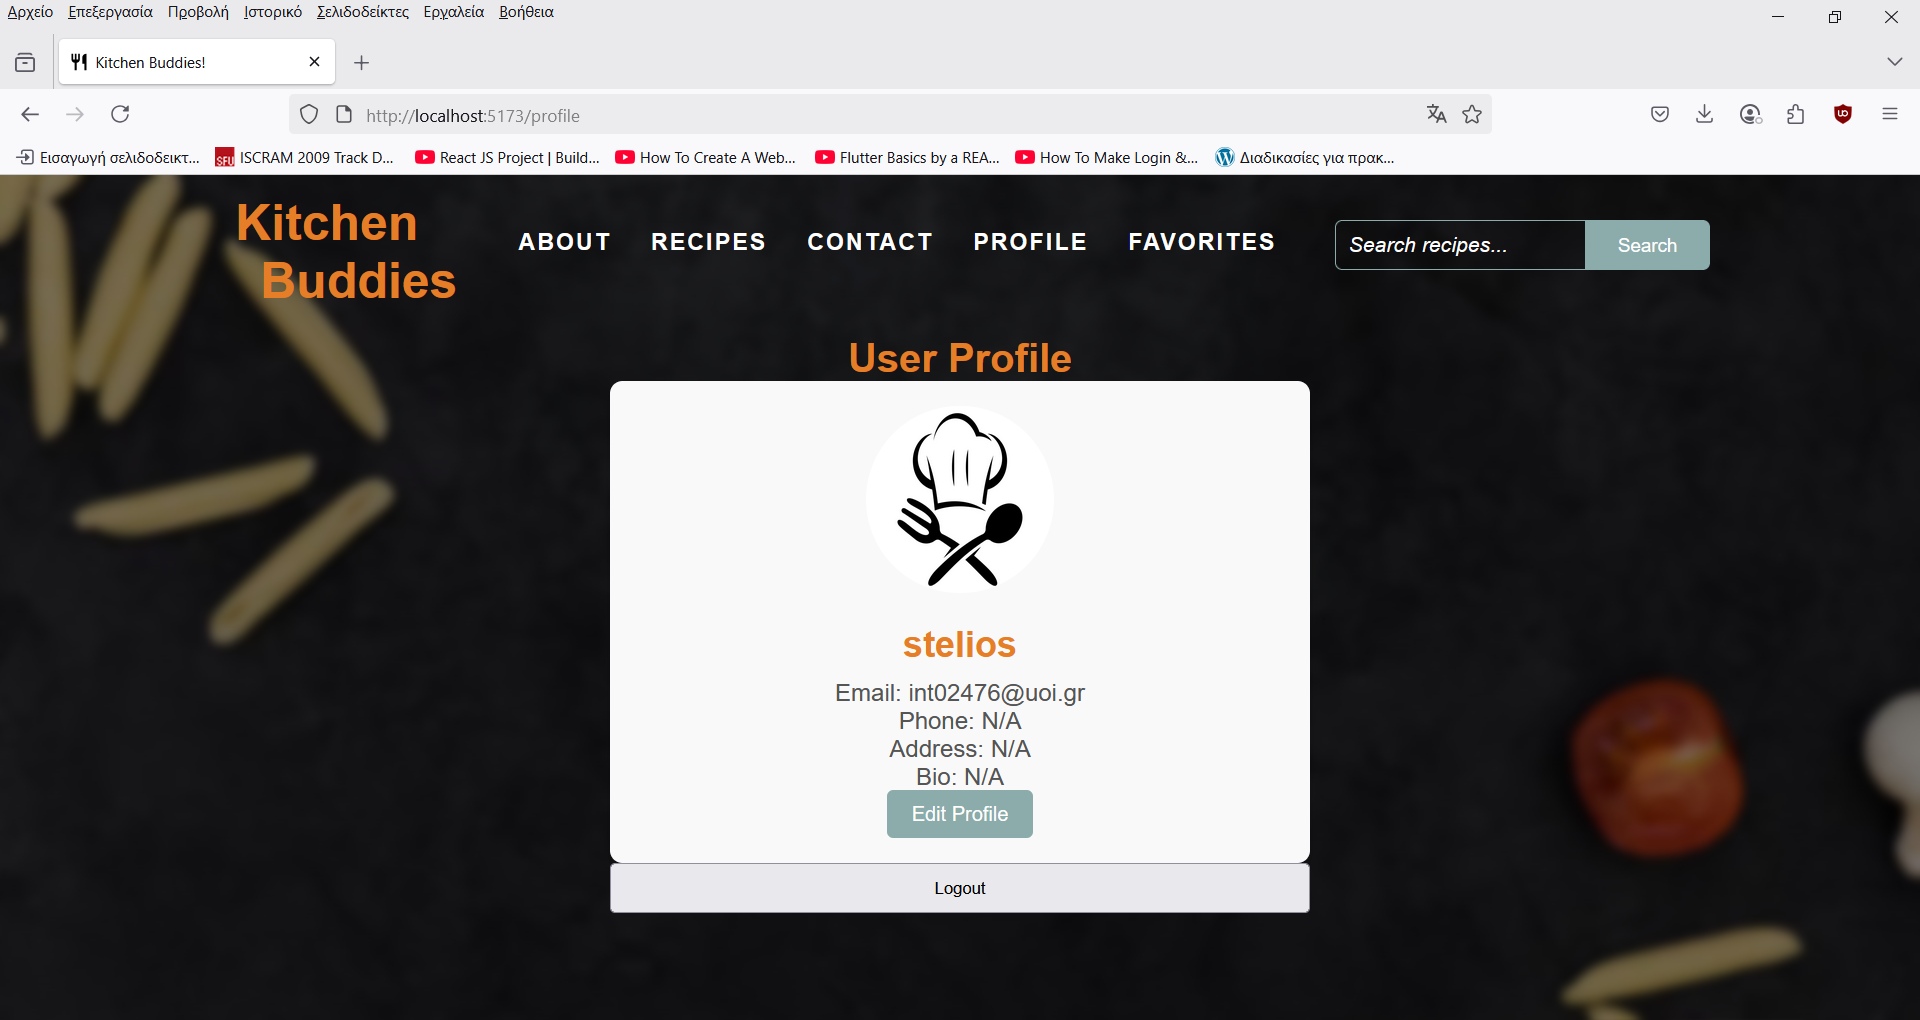 Αρχείο Επεξεργασία Προβολή Ιστορικό Σελιδοδείκτες Εργαλεία Βοήθεια
Kitchen Buddies!
http://localhost:5173/profile
Εισαγωγή σελιδοδεικτ... SFU ISCRAM 2009 Track D... React JS Project | Build... How To Create A Web... Flutter Basics by a REA... How To Make Login &... Διαδικασίες για πρακ...
Kitchen
Buddies
ABOUT RECIPES CONTACT PROFILE FAVORITES
Search recipes... Search
User Profile
stelios
Email: int02476@uoi.gr
Phone: N/A
Address: N/A
Bio: N/A
Edit Profile
Logout